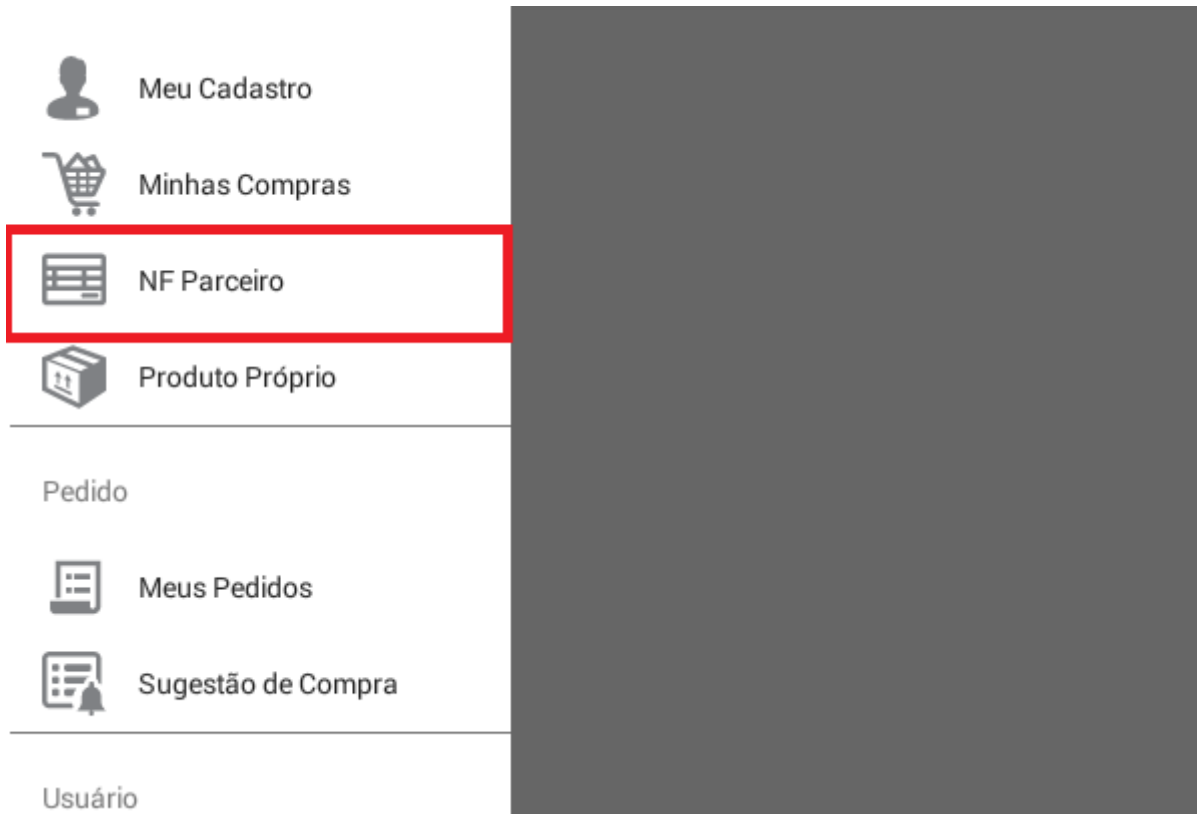 Meu Cadastro
Minhas Compras
NF Parceiro
Produto Próprio
Pedido
Meus Pedidos
Sugestão de Compra
Usuário